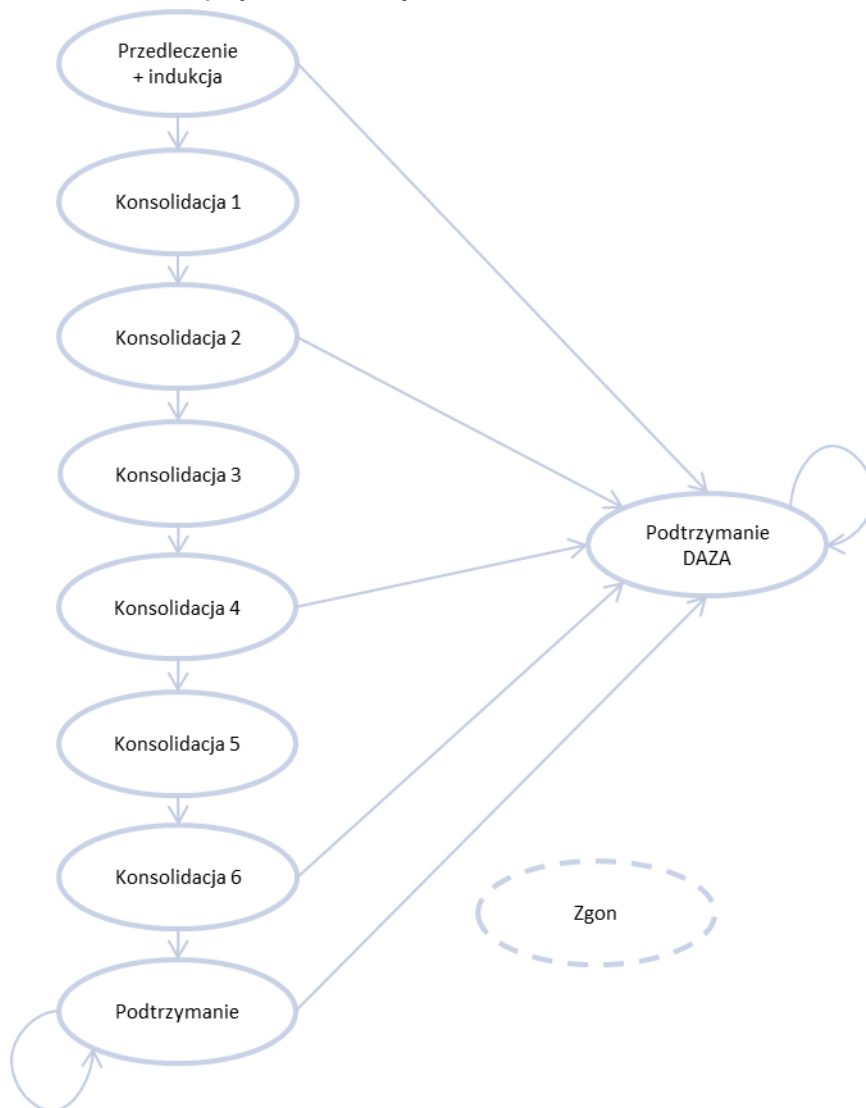 Przedleczenie
+ indukcja
Konsolidacja 1
Konsolidacja 2
Konsolidacja 3
Podtrzymanie
DAZA
Konsolidacja 4
Konsolidacja 5
Konsolidacja 6
Zgon
Podtrzymanie